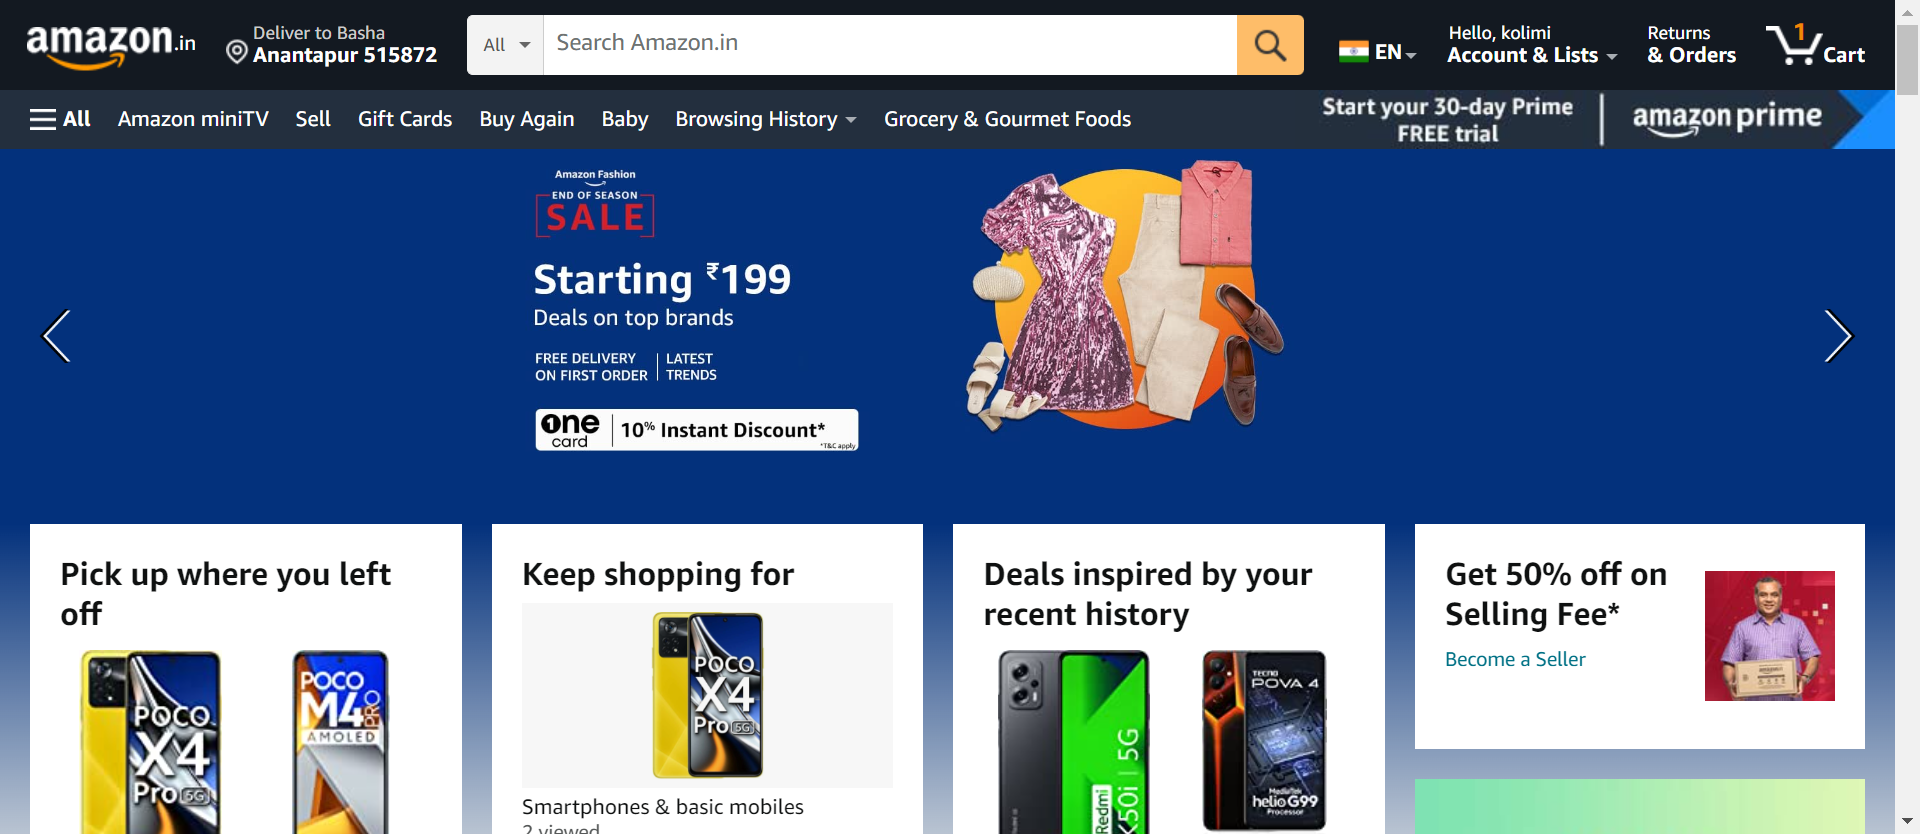 amazon.in
Deliver to Basha
Anantapur 515872
All
Search Amazon.in
EN
Hello, kolimi
Account & Lists
Returns
& Orders
1
Cart
All
Amazon miniTV
Sell
Gift Cards
Buy Again
Baby
Browsing History
Grocery & Gourmet Foods
Start your 30-day Prime
FREE trial
amazon prime
Amazon Fashion
END OF SEASON
SALE
Starting ₹199
Deals on top brands
FREE DELIVERY
ON FIRST ORDER
LATEST
TRENDS
one
card
10% Instant Discount*
*T&C apply
Pick up where you left
off
POCO
X4
Pro 5G
POCO
M4 PRO
AMOLED
Keep shopping for
POCO
X4
Pro 5G
Smartphones & basic mobiles
2 viewed
Deals inspired by your
recent history
Redmi
K50i | 5G
TECNO
POVA 4
MediaTek
helio G99
Processor
Get 50% off on
Selling Fee*
Become a Seller